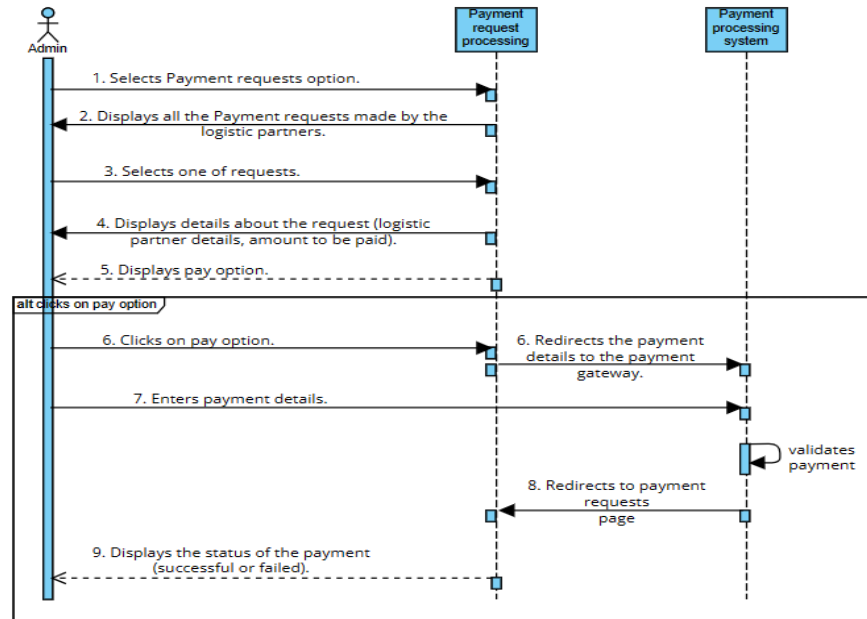 Payment
request
processing
Payment
processing
system
Admin
1. Selects Payment requests option.
2. Displays all the Payment requests made by the
logistic partners.
3. Selects one of requests.
4. Displays details about the request (logistic
partner details, amount to be paid).
5. Displays pay option.
alt clicks on pay option
6. Clicks on pay option.
6. Redirects the payment
details to the payment
gateway.
7. Enters payment details.
validates
payment
8. Redirects to payment
requests
page
9. Displays the status of the payment
(successful or failed).